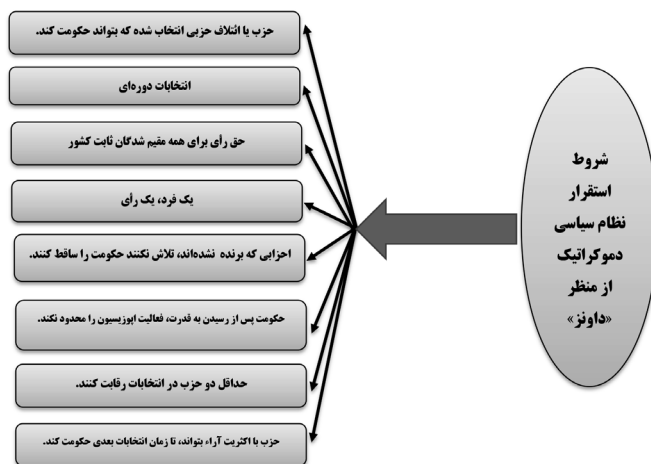 شروط
استقرار
نظام سیاسی
دموکراتیک
از منظر
«داونز»
حزب یا ائتلاف حزبی انتخاب شده که بتواند حکومت کند.
انتخابات دوره‌ای
حق رأی برای همه مقیم شدگان ثابت کشور
یک فرد، یک رأی
احزابی که برنده نشده‌اند، تلاش نکنند حکومت را ساقط کنند.
حکومت پس از رسیدن به قدرت، فعالیت اپوزیسیون را محدود نکند.
حداقل دو حزب در انتخابات رقابت کنند.
حزب با اکثریت آراء بتواند، تا زمان انتخابات بعدی حکومت کند.